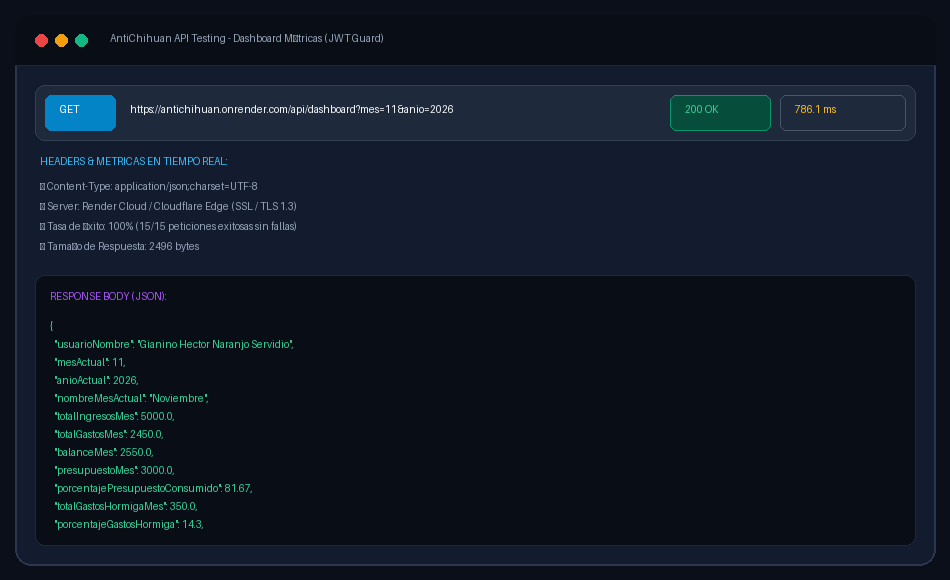 AntiChihuan API Testing - Dashboard M▯tricas (JWT Guard)
GET https://antichihuan.onrender.com/api/dashboard?mes=11&anio=2026 200 OK 786.1 ms
HEADERS & METRICAS EN TIEMPO REAL:
▯ Content-Type: application/json;charset=UTF-8
▯ Server: Render Cloud / Cloudflare Edge (SSL / TLS 1.3)
▯ Tasa de ▯xito: 100% (15/15 peticiones exitosas sin fallas)
▯ Tama▯o de Respuesta: 2496 bytes
RESPONSE BODY (JSON):
{
"usuarioNombre": "Gianino Hector Naranjo Servidio",
"mesActual": 11,
"anioActual": 2026,
"nombreMesActual": "Noviembre",
"totalIngresosMes": 5000.0,
"totalGastosMes": 2450.0,
"balanceMes": 2550.0,
"presupuestoMes": 3000.0,
"porcentajePresupuestoConsumido": 81.67,
"totalGastosHormigaMes": 350.0,
"porcentajeGastosHormiga": 14.3,